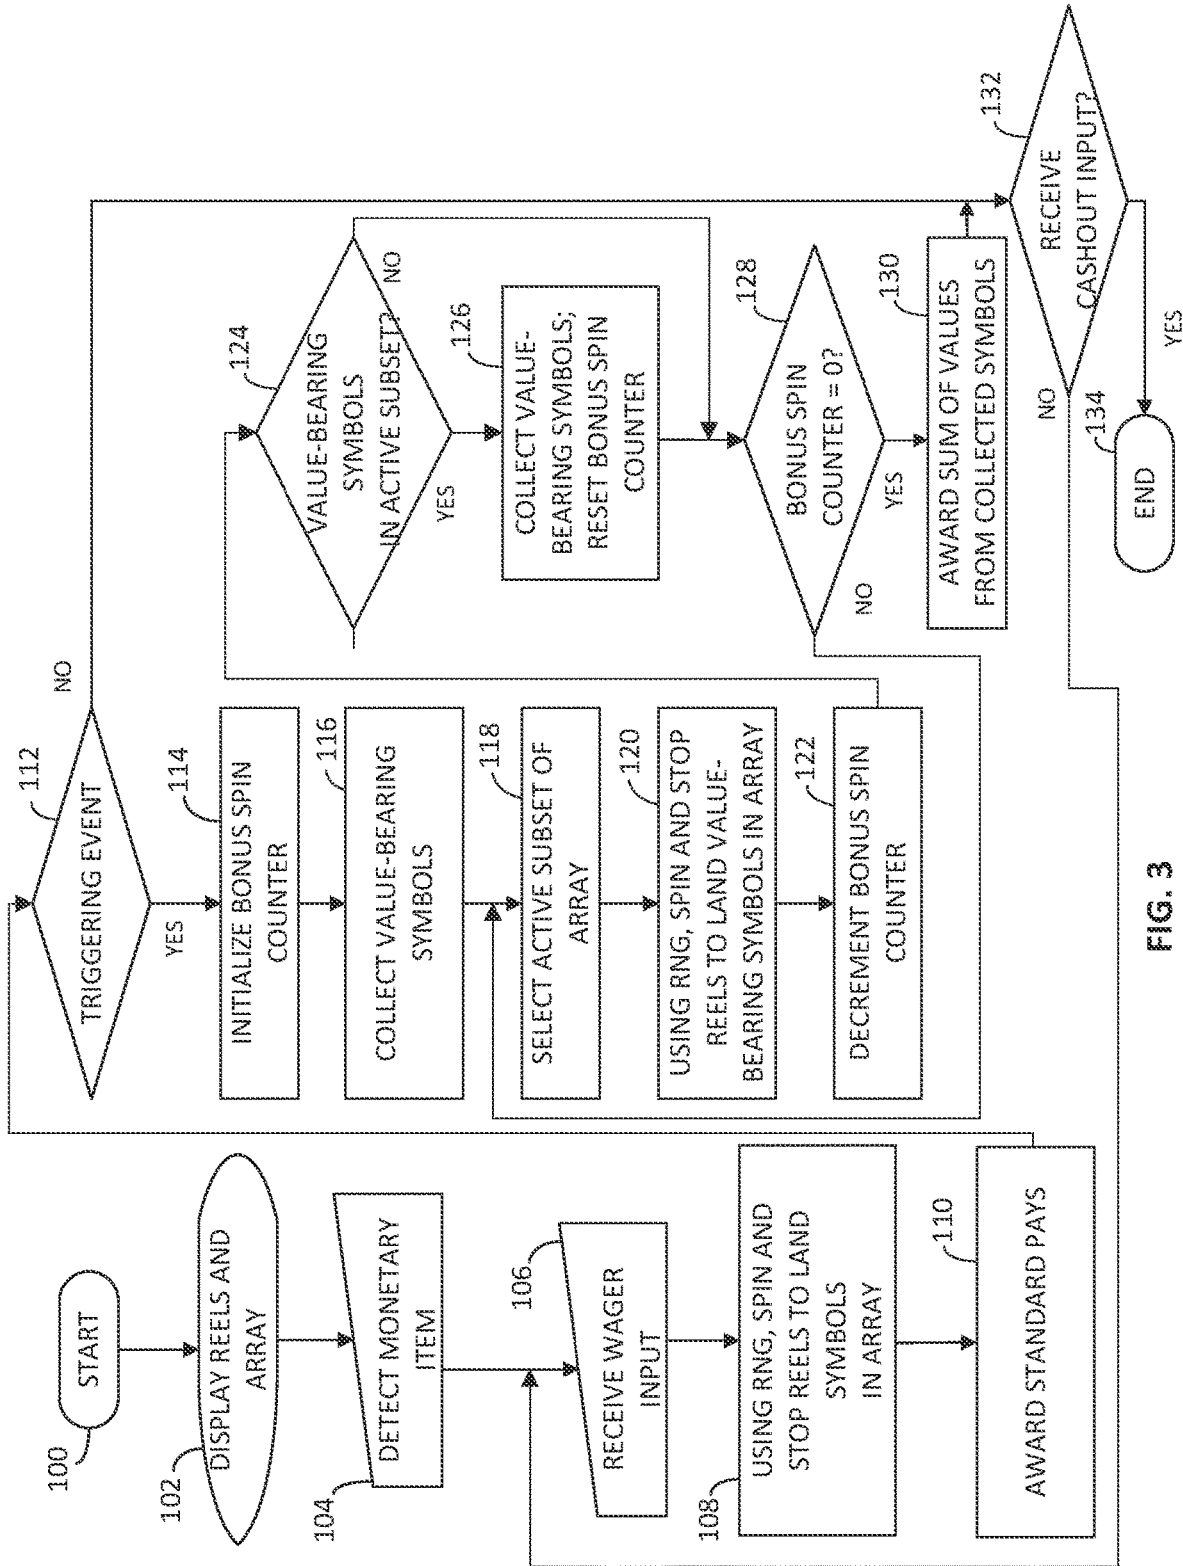 100
START
102
DISPLAY REELS AND
ARRAY
104
DETECT MONETARY
ITEM
106
RECEIVE WAGER
INPUT
108
USING RNG, SPIN AND
STOP REELS TO LAND
SYMBOLS
IN ARRAY
110
AWARD STANDARD PAYS
112
TRIGGERING EVENT
NO
YES
114
INITIALIZE BONUS SPIN
COUNTER
116
COLLECT VALUE-BEARING
SYMBOLS
118
SELECT ACTIVE SUBSET OF
ARRAY
120
USING RNG, SPIN AND STOP
REELS TO LAND VALUE-
BEARING SYMBOLS IN ARRAY
122
DECREMENT BONUS SPIN
COUNTER
124
VALUE-BEARING
SYMBOLS
IN ACTIVE SUBSET?
NO
YES
126
COLLECT VALUE-
BEARING SYMBOLS;
RESET BONUS SPIN
COUNTER
128
BONUS SPIN
COUNTER = 0?
NO
YES
130
AWARD SUM OF VALUES
FROM COLLECTED SYMBOLS
132
RECEIVE
CASHOUT INPUT?
NO
YES
134
END
FIG. 3